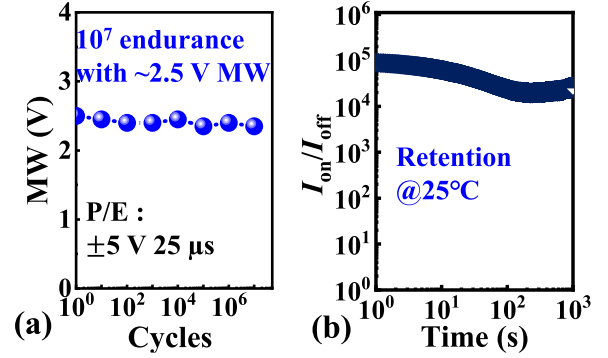 4
3
2
1
0
MW (V)
10⁷ endurance
with ~2.5 V MW
P/E :
±5 V 25 μs
10⁰ 10² 10⁴ 10⁶
Cycles
(a)
10⁶
10⁵
10⁴
10³
10²
10¹
10⁰
Ion/Ioff
Retention
@25℃
10⁰ 10¹ 10² 10³
Time (s)
(b)